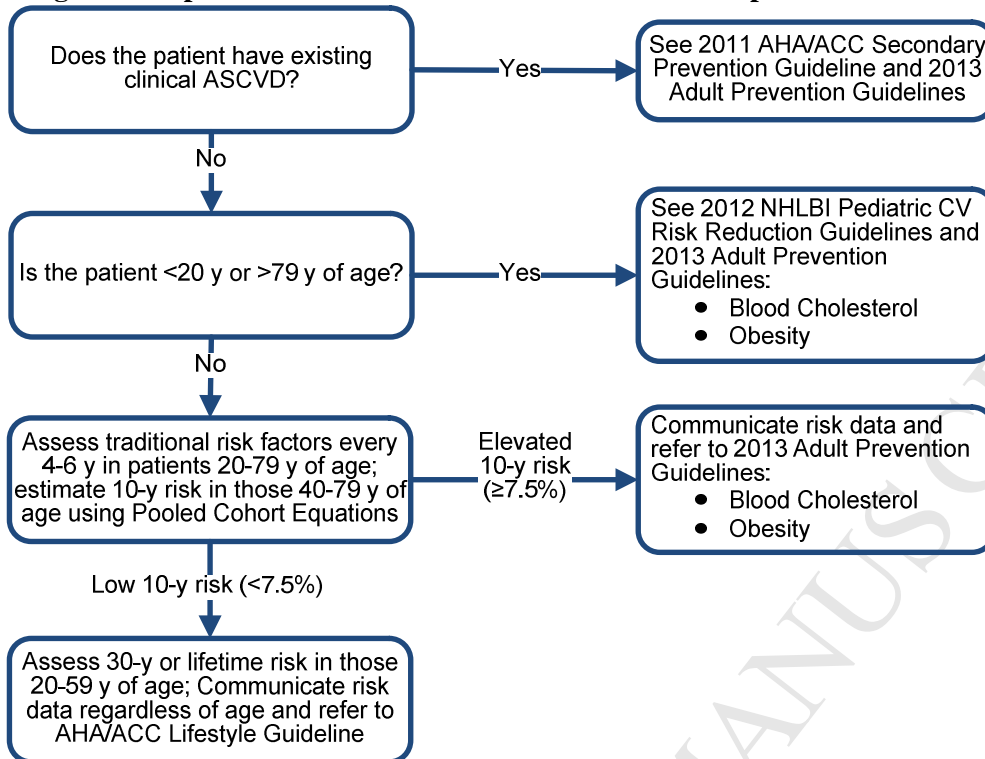 Does the patient have existing
clinical ASCVD?
Yes
See 2011 AHA/ACC Secondary
Prevention Guideline and 2013
Adult Prevention Guidelines
No
Is the patient <20 y or >79 y of age?
Yes
See 2012 NHLBI Pediatric CV
Risk Reduction Guidelines and
2013 Adult Prevention
Guidelines:
● Blood Cholesterol
● Obesity
No
Assess traditional risk factors every
4-6 y in patients 20-79 y of age;
estimate 10-y risk in those 40-79 y of
age using Pooled Cohort Equations
Elevated
10-y risk
(≥7.5%)
Communicate risk data and
refer to 2013 Adult Prevention
Guidelines:
● Blood Cholesterol
● Obesity
Low 10-y risk (<7.5%)
Assess 30-y or lifetime risk in those
20-59 y of age; Communicate risk
data regardless of age and refer to
AHA/ACC Lifestyle Guideline